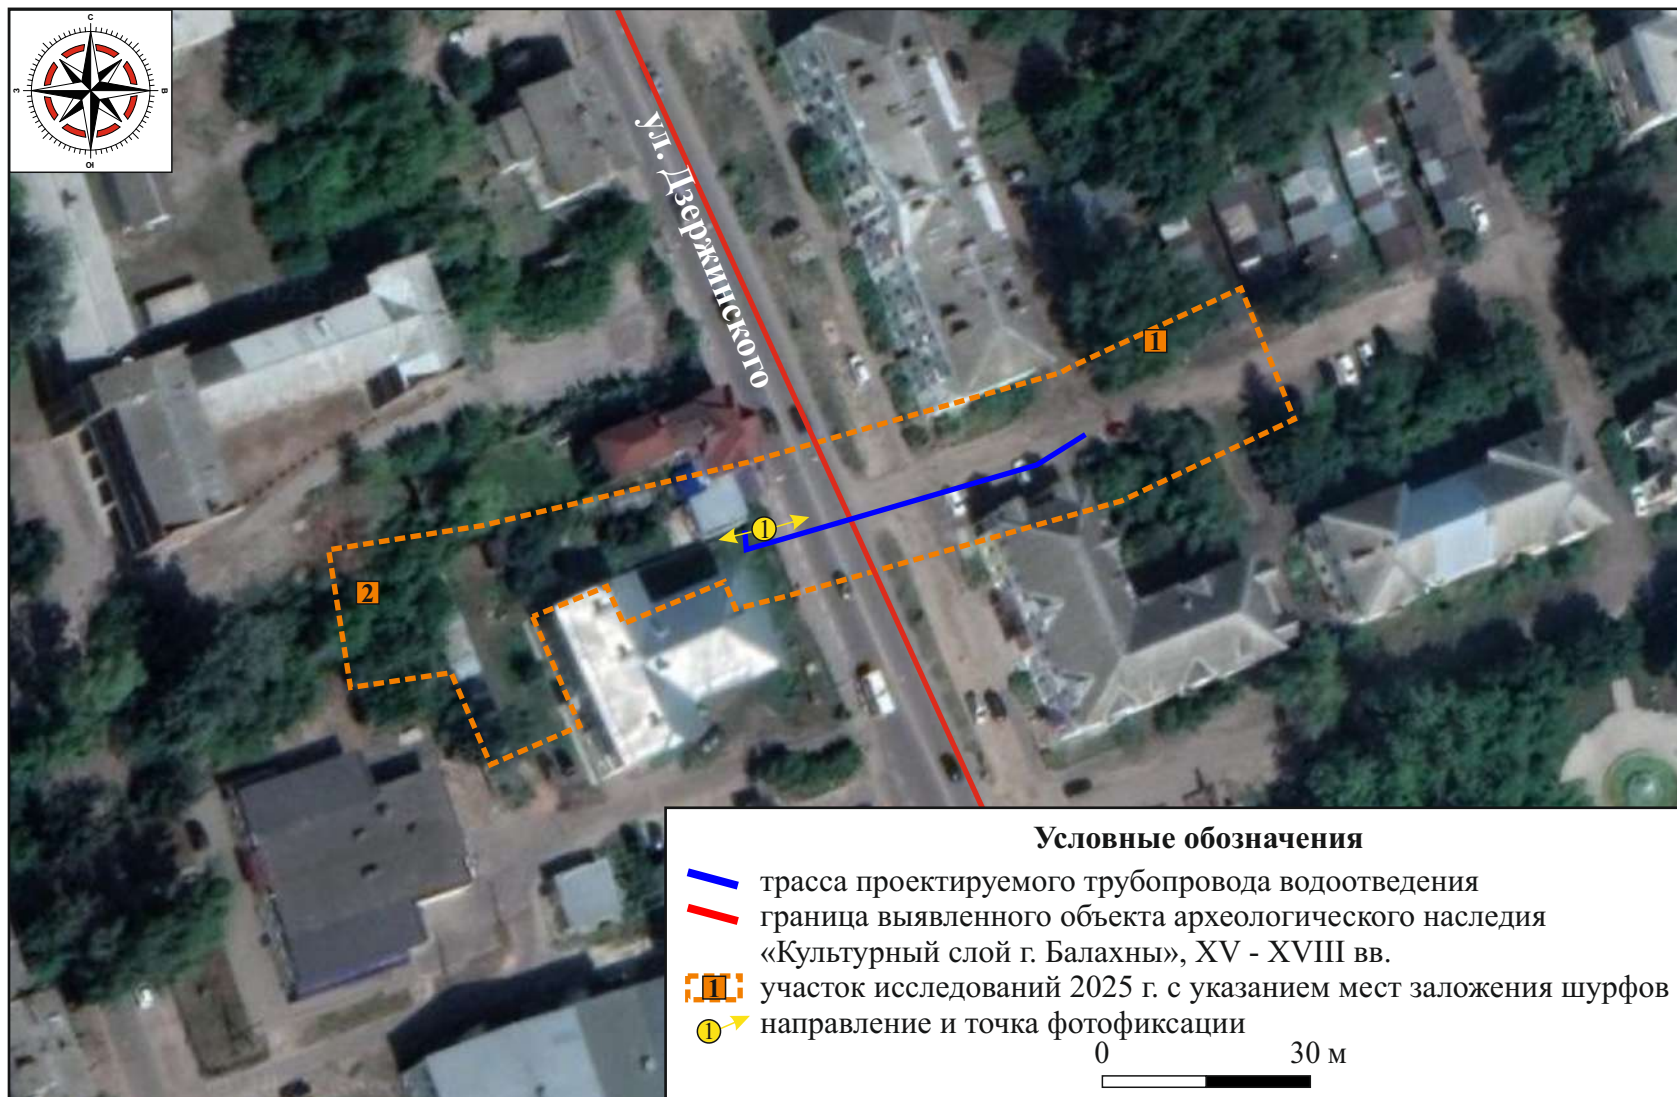 С
З
В
Ю
ул. Дзержинского
1
2
1
Условные обозначения
трасса проектируемого трубопровода водоотведения
граница выявленного объекта археологического наследия
«Культурный слой г. Балахны», XV - XVIII вв.
1 участок исследований 2025 г. с указанием мест заложения шурфов
1 направление и точка фотофиксации
0 30 м